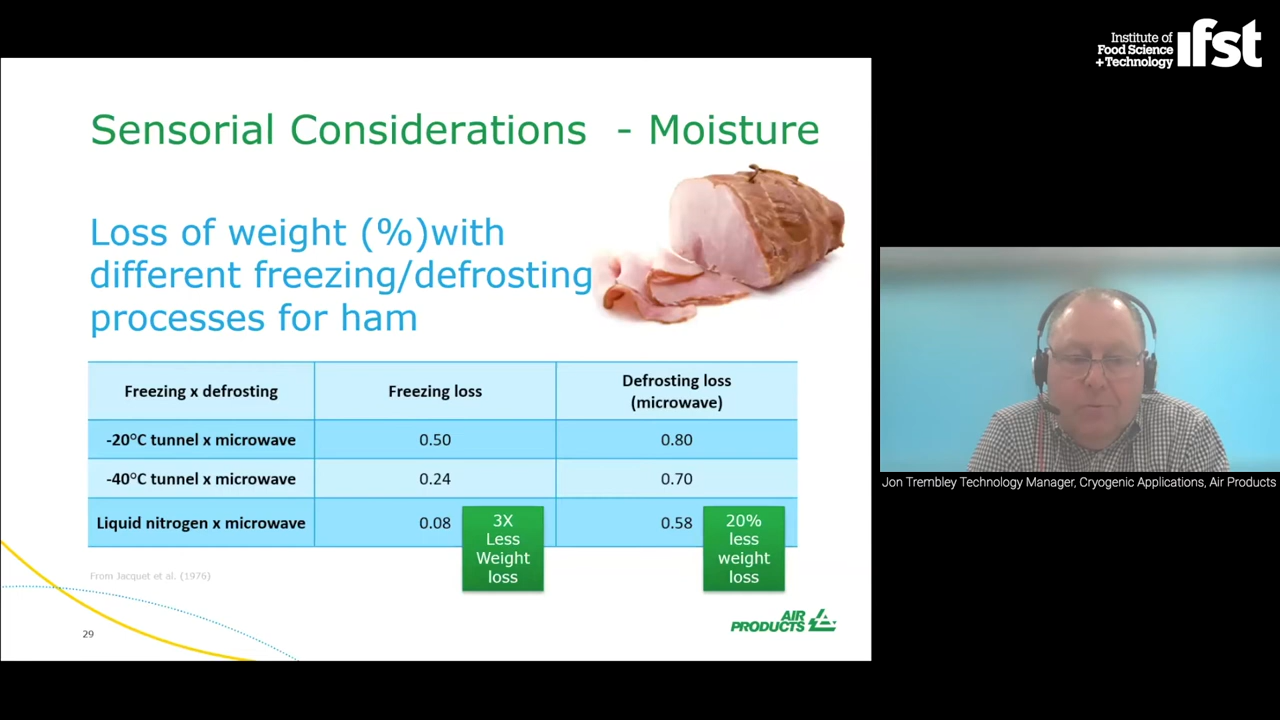 Institute of
Food Science
+Technology
ifst
Sensorial Considerations - Moisture
Loss of weight (%)with
different freezing/defrosting
processes for ham
Freezing x defrosting
Freezing loss
Defrosting loss
(microwave)
-20°C tunnel x microwave
0.50
0.80
-40°C tunnel x microwave
0.24
0.70
Liquid nitrogen x microwave
0.08
0.58
3X
Less
Weight
loss
20%
less
weight
loss
From Jacquet et al. (1976)
29
AIR
PRODUCTS
Jon Trembley Technology Manager, Cryogenic Applications, Air Products